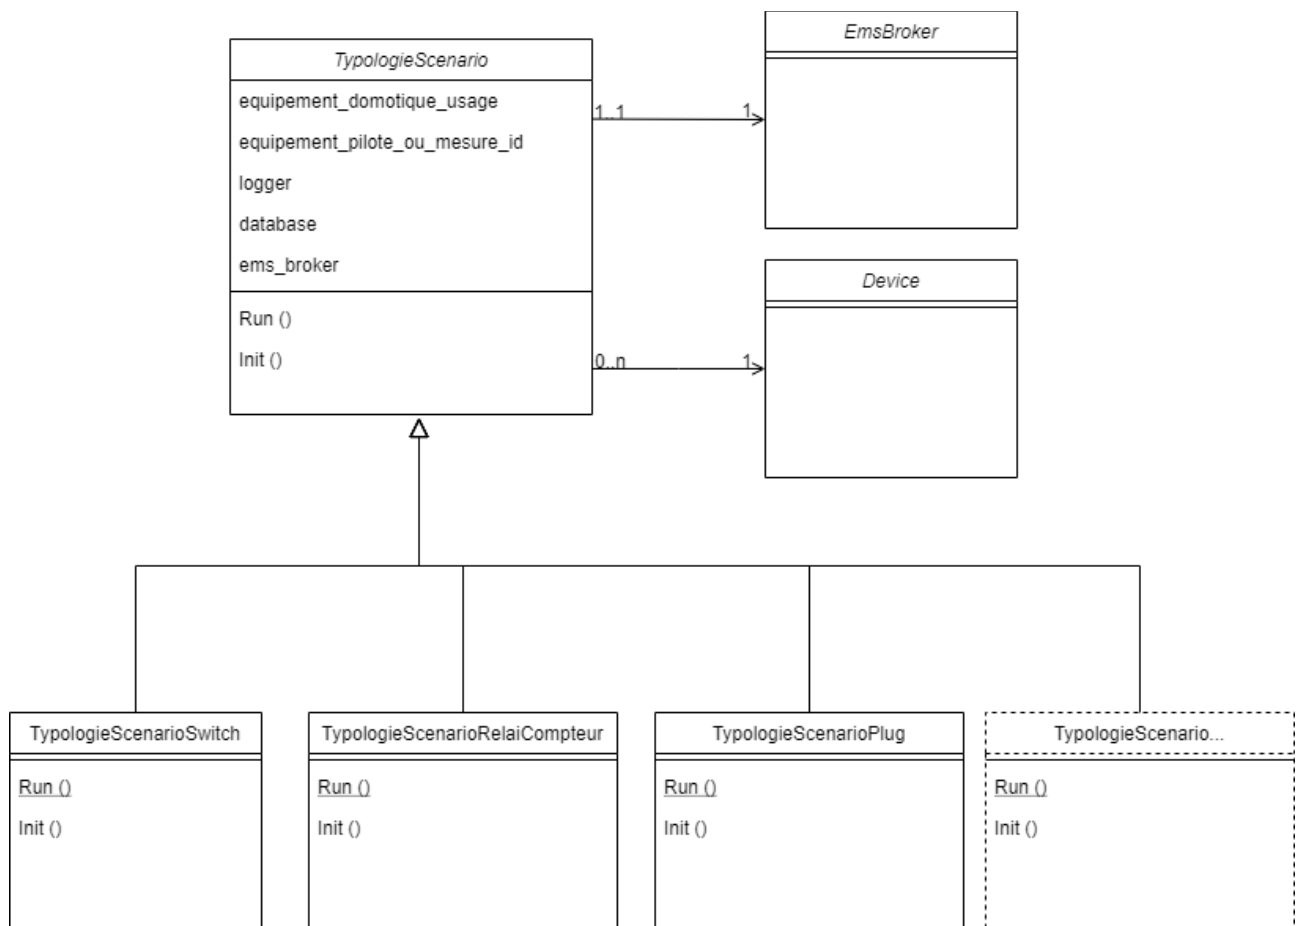 EmsBroker
TypologieScenario
equipement_domotique_usage
equipement_pilote_ou_mesure_id
logger
database
ems_broker
Run ()
Init ()
1..1
1
Device
0..n
1
TypologieScenarioSwitch
Run ()
Init ()
TypologieScenarioRelaiCompteur
Run ()
Init ()
TypologieScenarioPlug
Run ()
Init ()
TypologieScenario...
Run ()
Init ()